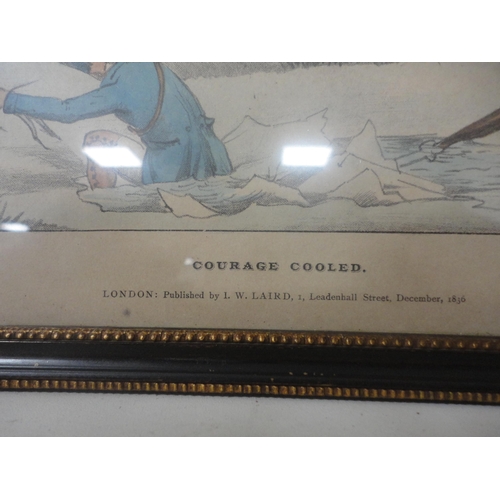 COURAGE COOLED.
LONDON: Published by I. W. LAIRD, 1, Leadenhall Street, December, 1836